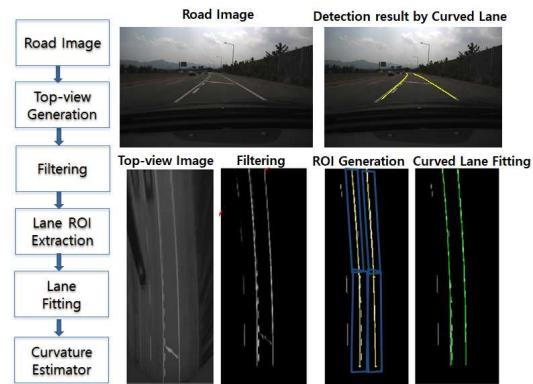 Road Image
Top-view
Generation
Filtering
Lane ROI
Extraction
Lane
Fitting
Curvature
Estimator
Road Image
Detection result by Curved Lane
Top-view Image
Filtering
ROI Generation
Curved Lane Fitting